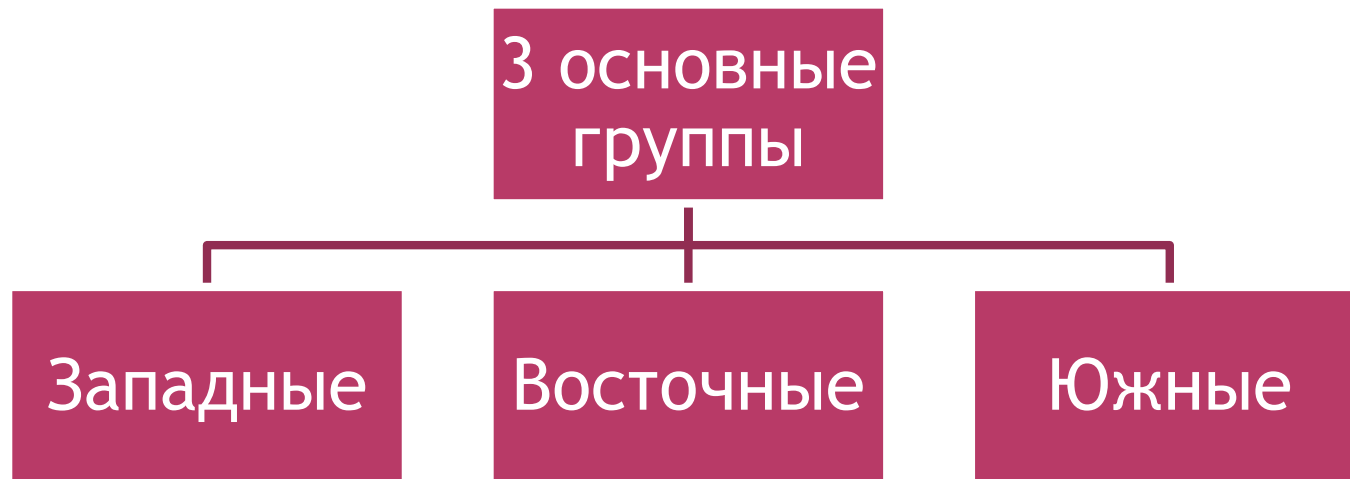 3 основные
группы
Западные
Восточные
Южные